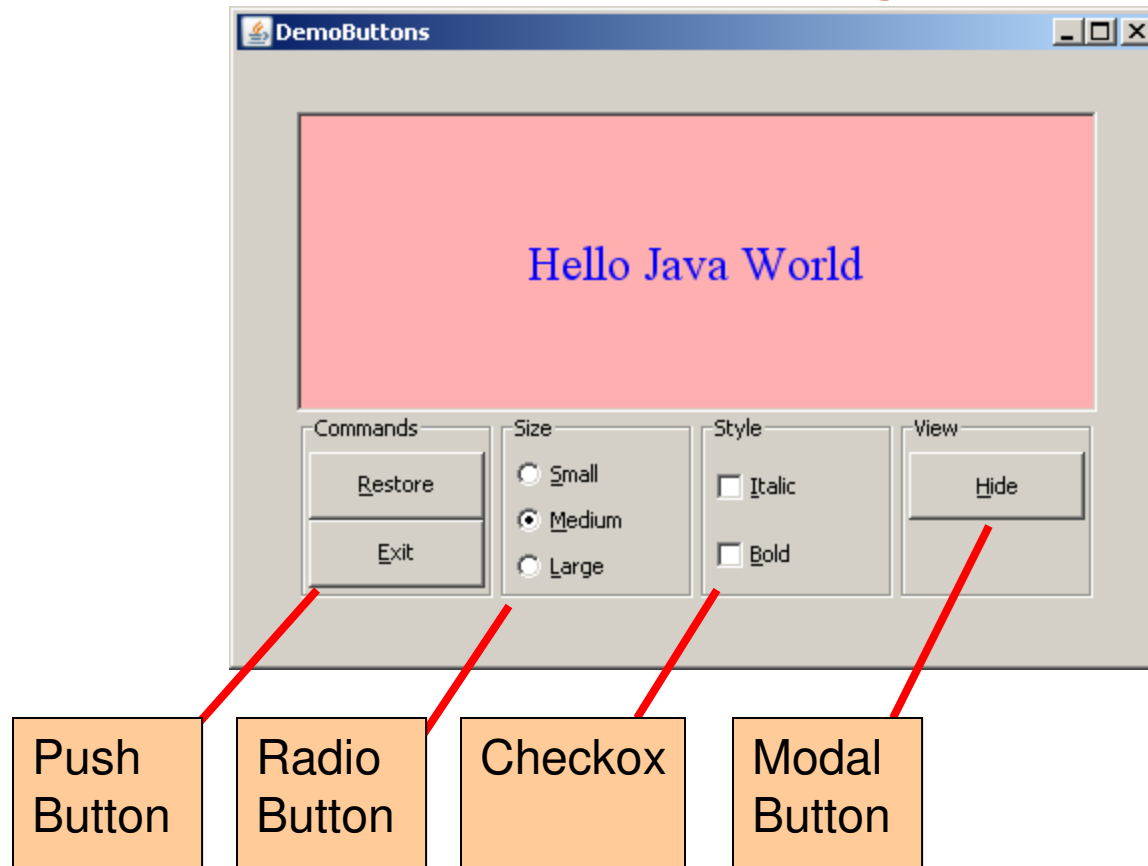 DemoButtons
Hello Java World
Commands
Size
Style
View
Restore
Small
Italic
Hide
Medium
Exit
Bold
Large
Push
Button
Radio
Button
Checkox
Modal
Button